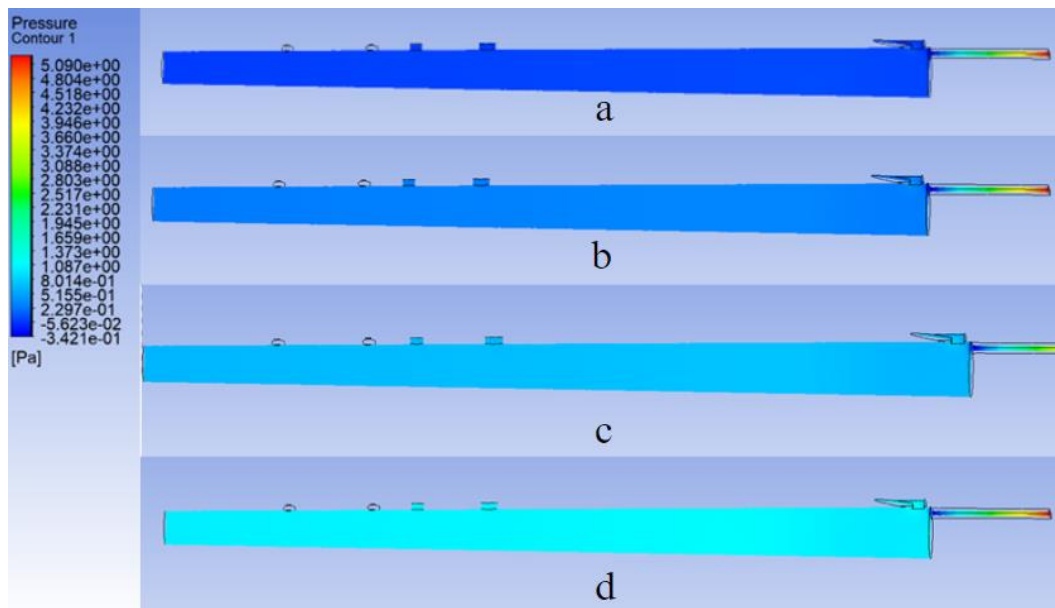 Pressure
Contour 1
5.090e+00
4.804e+00
4.518e+00
4.232e+00
3.946e+00
3.660e+00
3.374e+00
3.088e+00
2.803e+00
2.517e+00
2.231e+00
1.945e+00
1.659e+00
1.373e+00
1.087e+00
8.014e-01
5.155e-01
2.297e-01
-5.623e-02
-3.421e-01
[Pa]
a
b
c
d